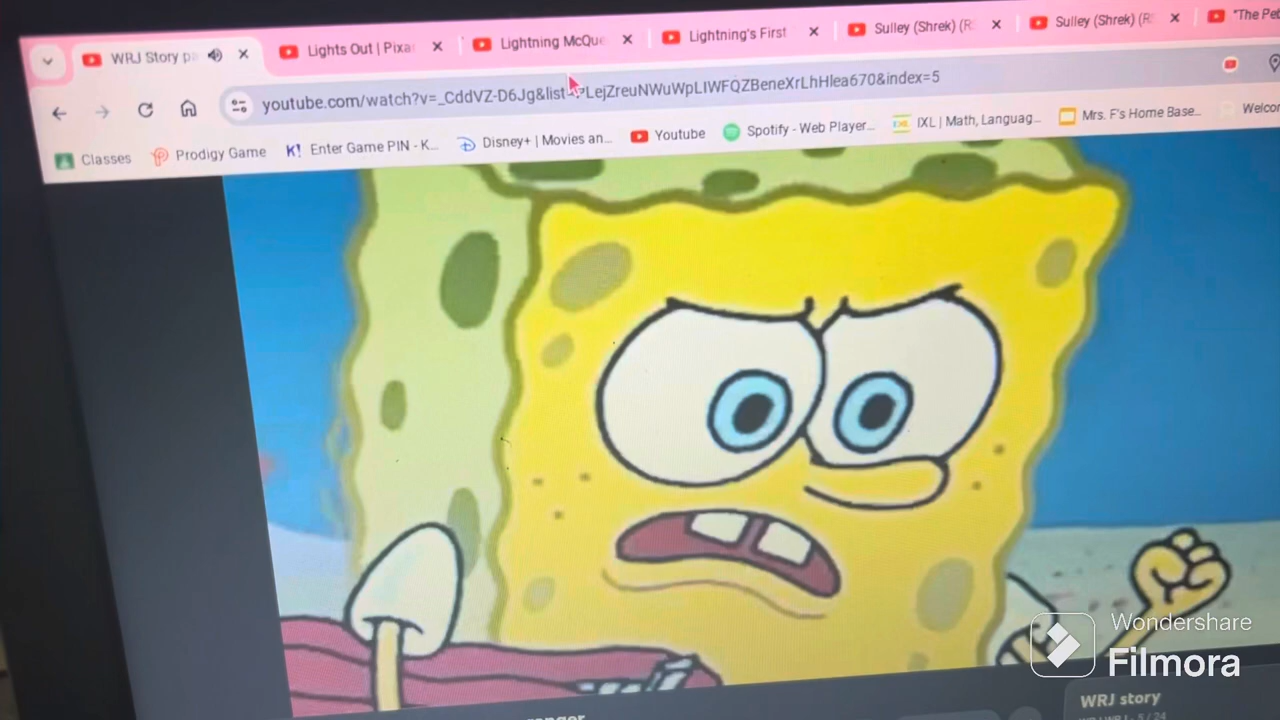 WRJ Story pa
Lights Out | Pixa
Lightning McQue
Lightning's First
Sulley (Shrek) (R
Sulley (Shrek) (R
"The Pe
youtube.com/watch?v=_CddVZ-D6Jg&list=PLejZreuNWuWpLIWFQZBeneXrLhHlea670&index=5
Classes
Prodigy Game
K! Enter Game PIN - K...
Disney+ | Movies an...
Youtube
Spotify - Web Player...
IXL | Math, Languag...
Mrs. F's Home Base...
Welcor
Wondershare
Filmora
WRJ story